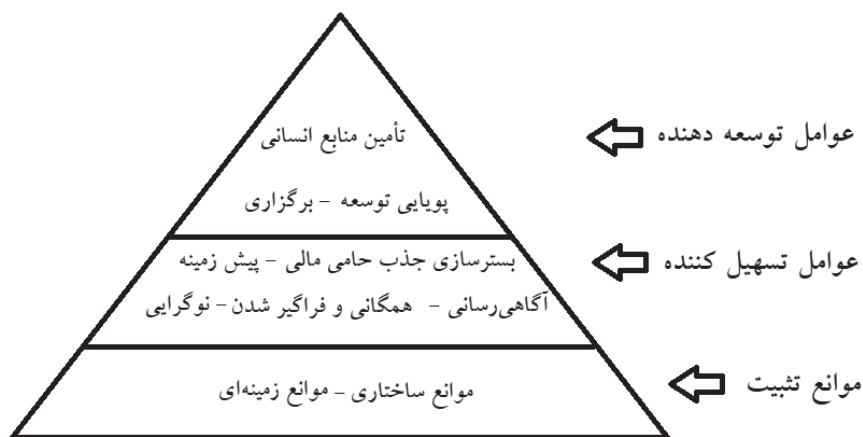 تأمین منابع انسانی
عوامل توسعه دهنده
پویایی توسعه - برگزاری
بسترسازی جذب حامی مالی - پیش زمینه
عوامل تسهیل کننده
آگاهی‌رسانی - همگانی و فراگیر شدن - نوگرایی
موانع ساختاری - موانع زمینه‌ای
موانع تثبیت